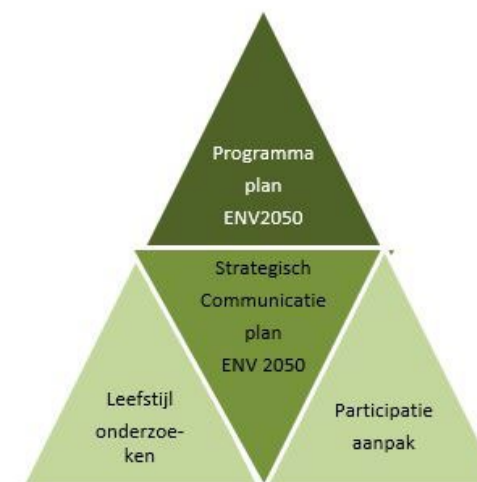 Programma
plan
ENV2050
Strategisch
Communicatie
plan
ENV 2050
Leefstijl
onderzoe-
ken
Participatie
aanpak